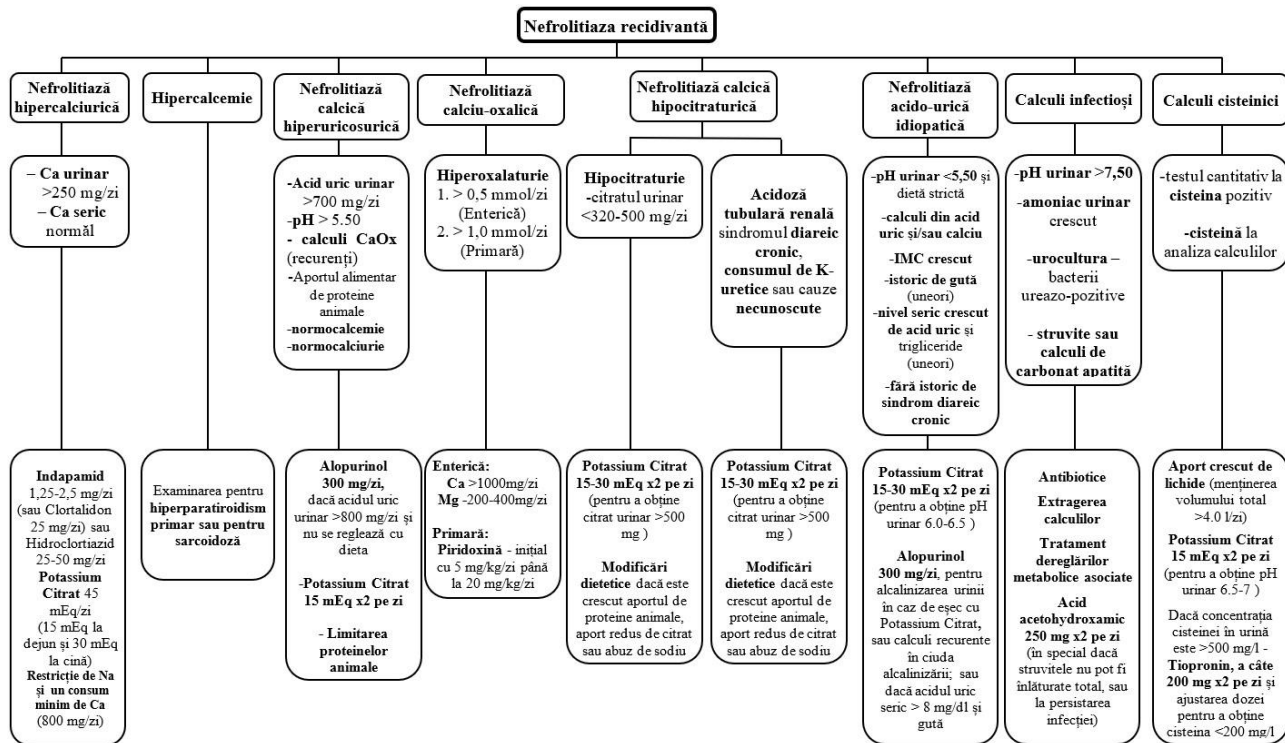 Nefrolitiaza recidivantă
Nefrolitiază
hipercalciurică
Hipercalcemie
Nefrolitiază
calcică
hiperuricosurică
Nefrolitiază
calciu-oxalică
Nefrolitiază calcică
hipocitraturică
Nefrolitiază
acido-urică
idiopatică
Calculi infectioși
Calculi cisteinici
– Ca urinar
>250 mg/zi
– Ca seric
normăl
-Acid uric urinar
>700 mg/zi
-pH > 5.50
- calculi CaOx
(recurenți)
-Aportul alimentar
de proteine
animale
-normocalcemie
-normocalciurie
Hiperoxalaturie
1. > 0,5 mmol/zi
(Enterică)
2. > 1,0 mmol/zi
(Primară)
Hipocitraturie
-citratul urinar
<320-500 mg/zi
Acidoză
tubulară renală
sindromul diareic
cronic,
consumul de K-
uretice sau cauze
necunoscute
-pH urinar <5,50 și
dietă strictă
-calculi din acid
uric și/sau calciu
-IMC crescut
-istoric de gută
(uneori)
-nivel seric crescut
de acid uric și
trigliceride
(uneori)
-fără istoric de
sindrom diareic
cronic
-pH urinar >7,50
-amoniac urinar
crescut
-urocultura –
bacterii
ureazo-pozitive
- struvite sau
calculi de
carbonat apatită
-testul cantitativ la
cisteina pozitiv
-cisteină la
analiza calculilor
Indapamid
1,25-2,5 mg/zi
(sau Clortalidon
25 mg/zi) sau
Hidroclortiazid
25-50 mg/zi
Potassium
Citrat 45
mEq/zi
(15 mEq la
dejun și 30 mEq
la cină)
Restricție de Na
și un consum
minim de Ca
(800 mg/zi)
Examinarea pentru
hiperparatiroidism
primar sau pentru
sarcoidoză
Alopurinol
300 mg/zi,
dacă acidul uric
urinar >800 mg/zi și
nu se reglează cu
dieta
-Potassium Citrat
15 mEq x2 pe zi
- Limitarea
proteinelor
animale
Enterică:
Ca >1000mg/zi
Mg -200-400mg/zi
Primară:
Piridoxină - inițial
cu 5 mg/kg/zi până
la 20 mg/kg/zi
Potassium Citrat
15-30 mEq x2 pe zi
(pentru a obține
citrat urinar >500
mg )
Modificări
dietetice dacă este
crescut aportul de
proteine animale,
aport redus de citrat
sau abuz de sodiu
Potassium Citrat
15-30 mEq x2 pe zi
(pentru a obține
citrat urinar >500
mg )
Modificări
dietetice dacă este
crescut aportul de
proteine animale,
aport redus de citrat
sau abuz de sodiu
Potassium Citrat
15-30 mEq x2 pe zi
(pentru a obține pH
urinar 6.0-6.5 )
Alopurinol
300 mg/zi, pentru
alcalinizarea urinii
în caz de eșec cu
Potassium Citrat,
sau calculi recurente
în ciuda
alcalinizării; sau
dacă acidul uric
seric > 8 mg/dl și
gută
Antibiotice
Extragerea
calculilor
Tratament
dereglărilor
metabolice asociate
Acid
acetohydroxamic
250 mg x2 pe zi
(în special dacă
struvitele nu pot fi
înlăturate total, sau
la persistarea
infecției)
Aport crescut de
lichide (menținerea
volumului total
>4.0 l/zi)
Potassium Citrat
15 mEq x2 pe zi
(pentru a obține pH
urinar 6.5-7 )
Dacă concentrația
cisteinei în urină
este >500 mg/l -
Tiopronin, a câte
200 mg x2 pe zi și
ajustarea dozei
pentru a obține
cisteina <200 mg/l